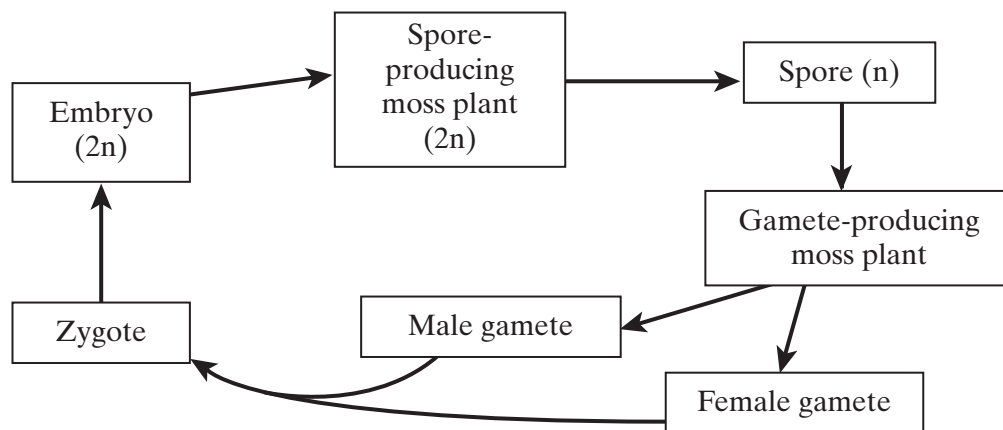 Spore-
producing
moss plant
(2n)
Spore (n)
Embryo
(2n)
Gamete-producing
moss plant
Zygote
Male gamete
Female gamete